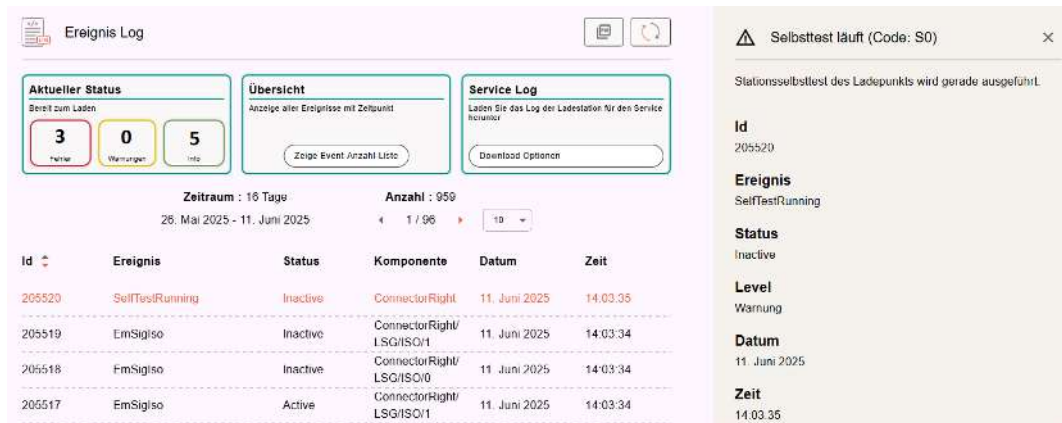 Ereignis Log
Aktueller Status
Bereit zum Laden
3
Fehler
0
Warnungen
5
Info
Übersicht
Anzeige aller Ereignisse mit Zeitpunkt
Zeige Event Anzahl Liste
Service Log
Laden Sie das Log der Ladestation für den Service
herunter
Download Optionen
Zeitraum : 16 Tage
Anzahl : 959
26. Mai 2025 - 11. Juni 2025
1 / 96
10
Id Ereignis Status Komponente Datum Zeit
205520 SelfTestRunning Inactive ConnectorRight 11. Juni 2025 14:03:35
205519 EmSigIso Inactive ConnectorRight/
LSG/ISO/1 11. Juni 2025 14:03:34
205518 EmSigIso Inactive ConnectorRight/
LSG/ISO/0 11. Juni 2025 14:03:34
205517 EmSigIso Active ConnectorRight/
LSG/ISO/1 11. Juni 2025 14:03:34
Selbsttest läuft (Code: S0)
Stationsselbsttest des Ladepunkts wird gerade ausgeführt.
Id
205520
Ereignis
SelfTestRunning
Status
Inactive
Level
Warnung
Datum
11. Juni 2025
Zeit
14:03:35